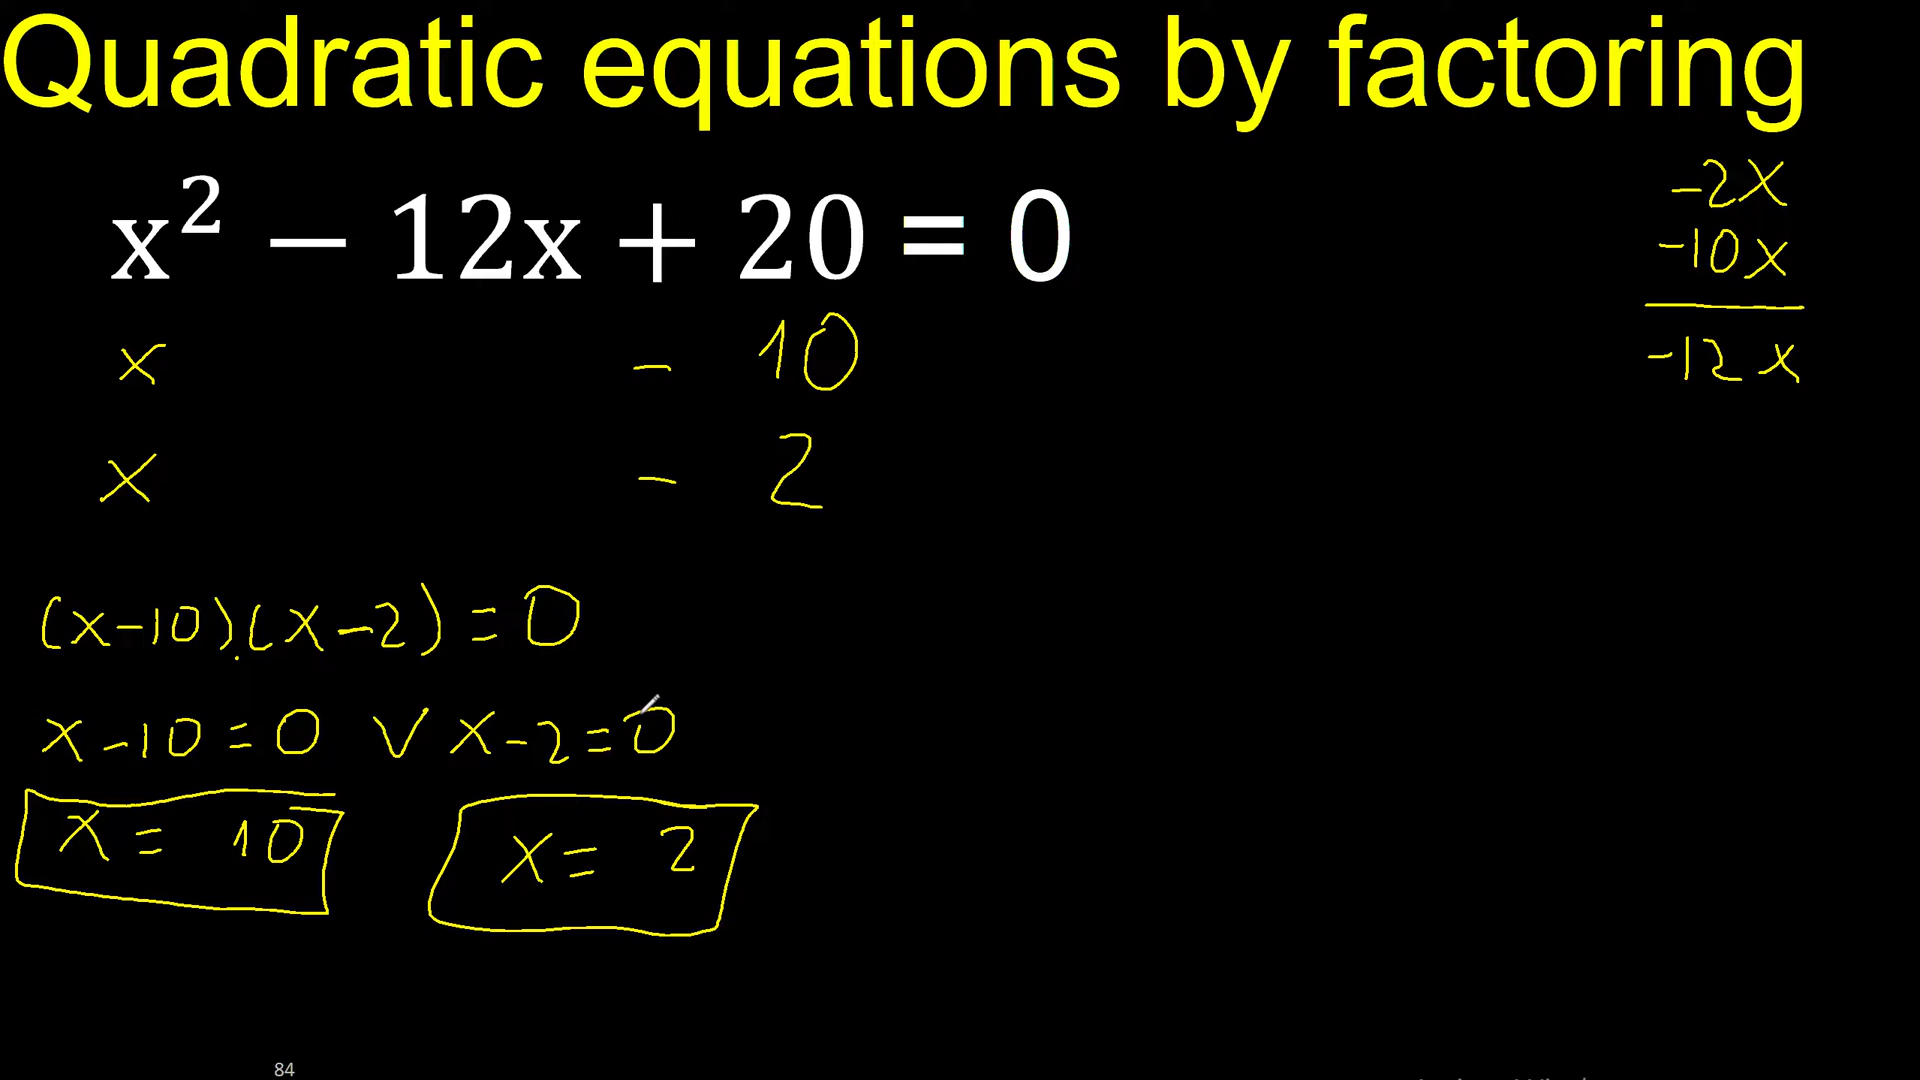 Quadratic equations by factoring
x² − 12x + 20 = 0
-2x
-10x
-12x
x - 10
x - 2
(x-10).(x-2) = 0
x-10=0 V x-2=0
x = 10 x = 2
84